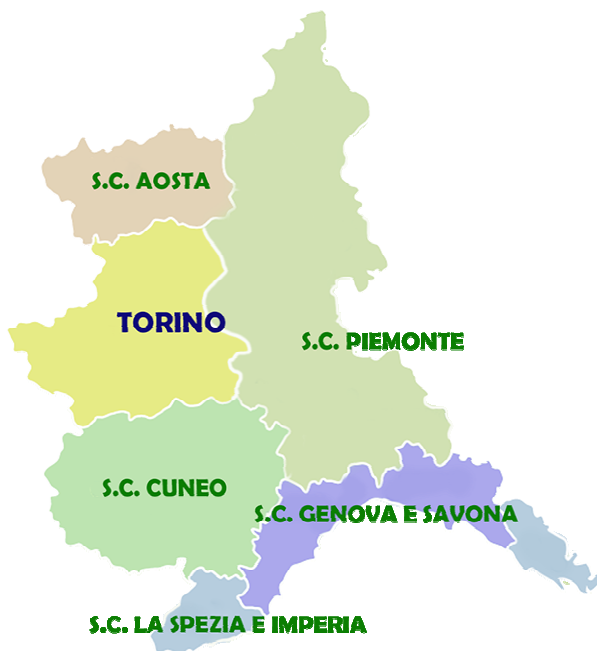 S.C. AOSTA
TORINO
S.C. PIEMONTE
S.C. CUNEO
S.C. GENOVA E SAVONA
S.C. LA SPEZIA E IMPERIA